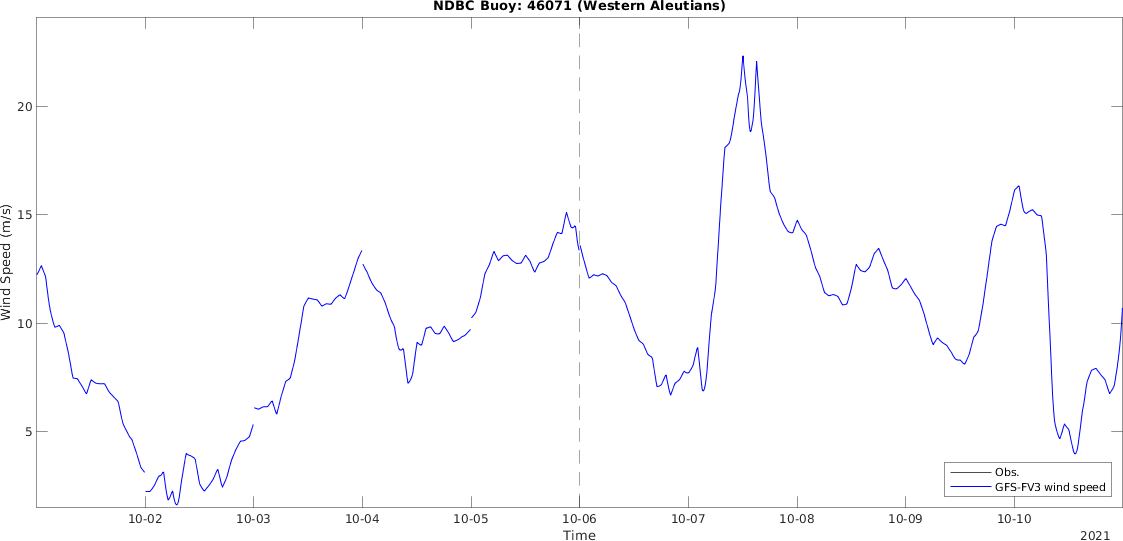 NDBC Buoy: 46071 (Western Aleutians)
Wind Speed (m/s)
20
15
10
5
Obs.
GFS-FV3 wind speed
10-02 10-03 10-04 10-05 10-06 10-07 10-08 10-09 10-10
Time
2021